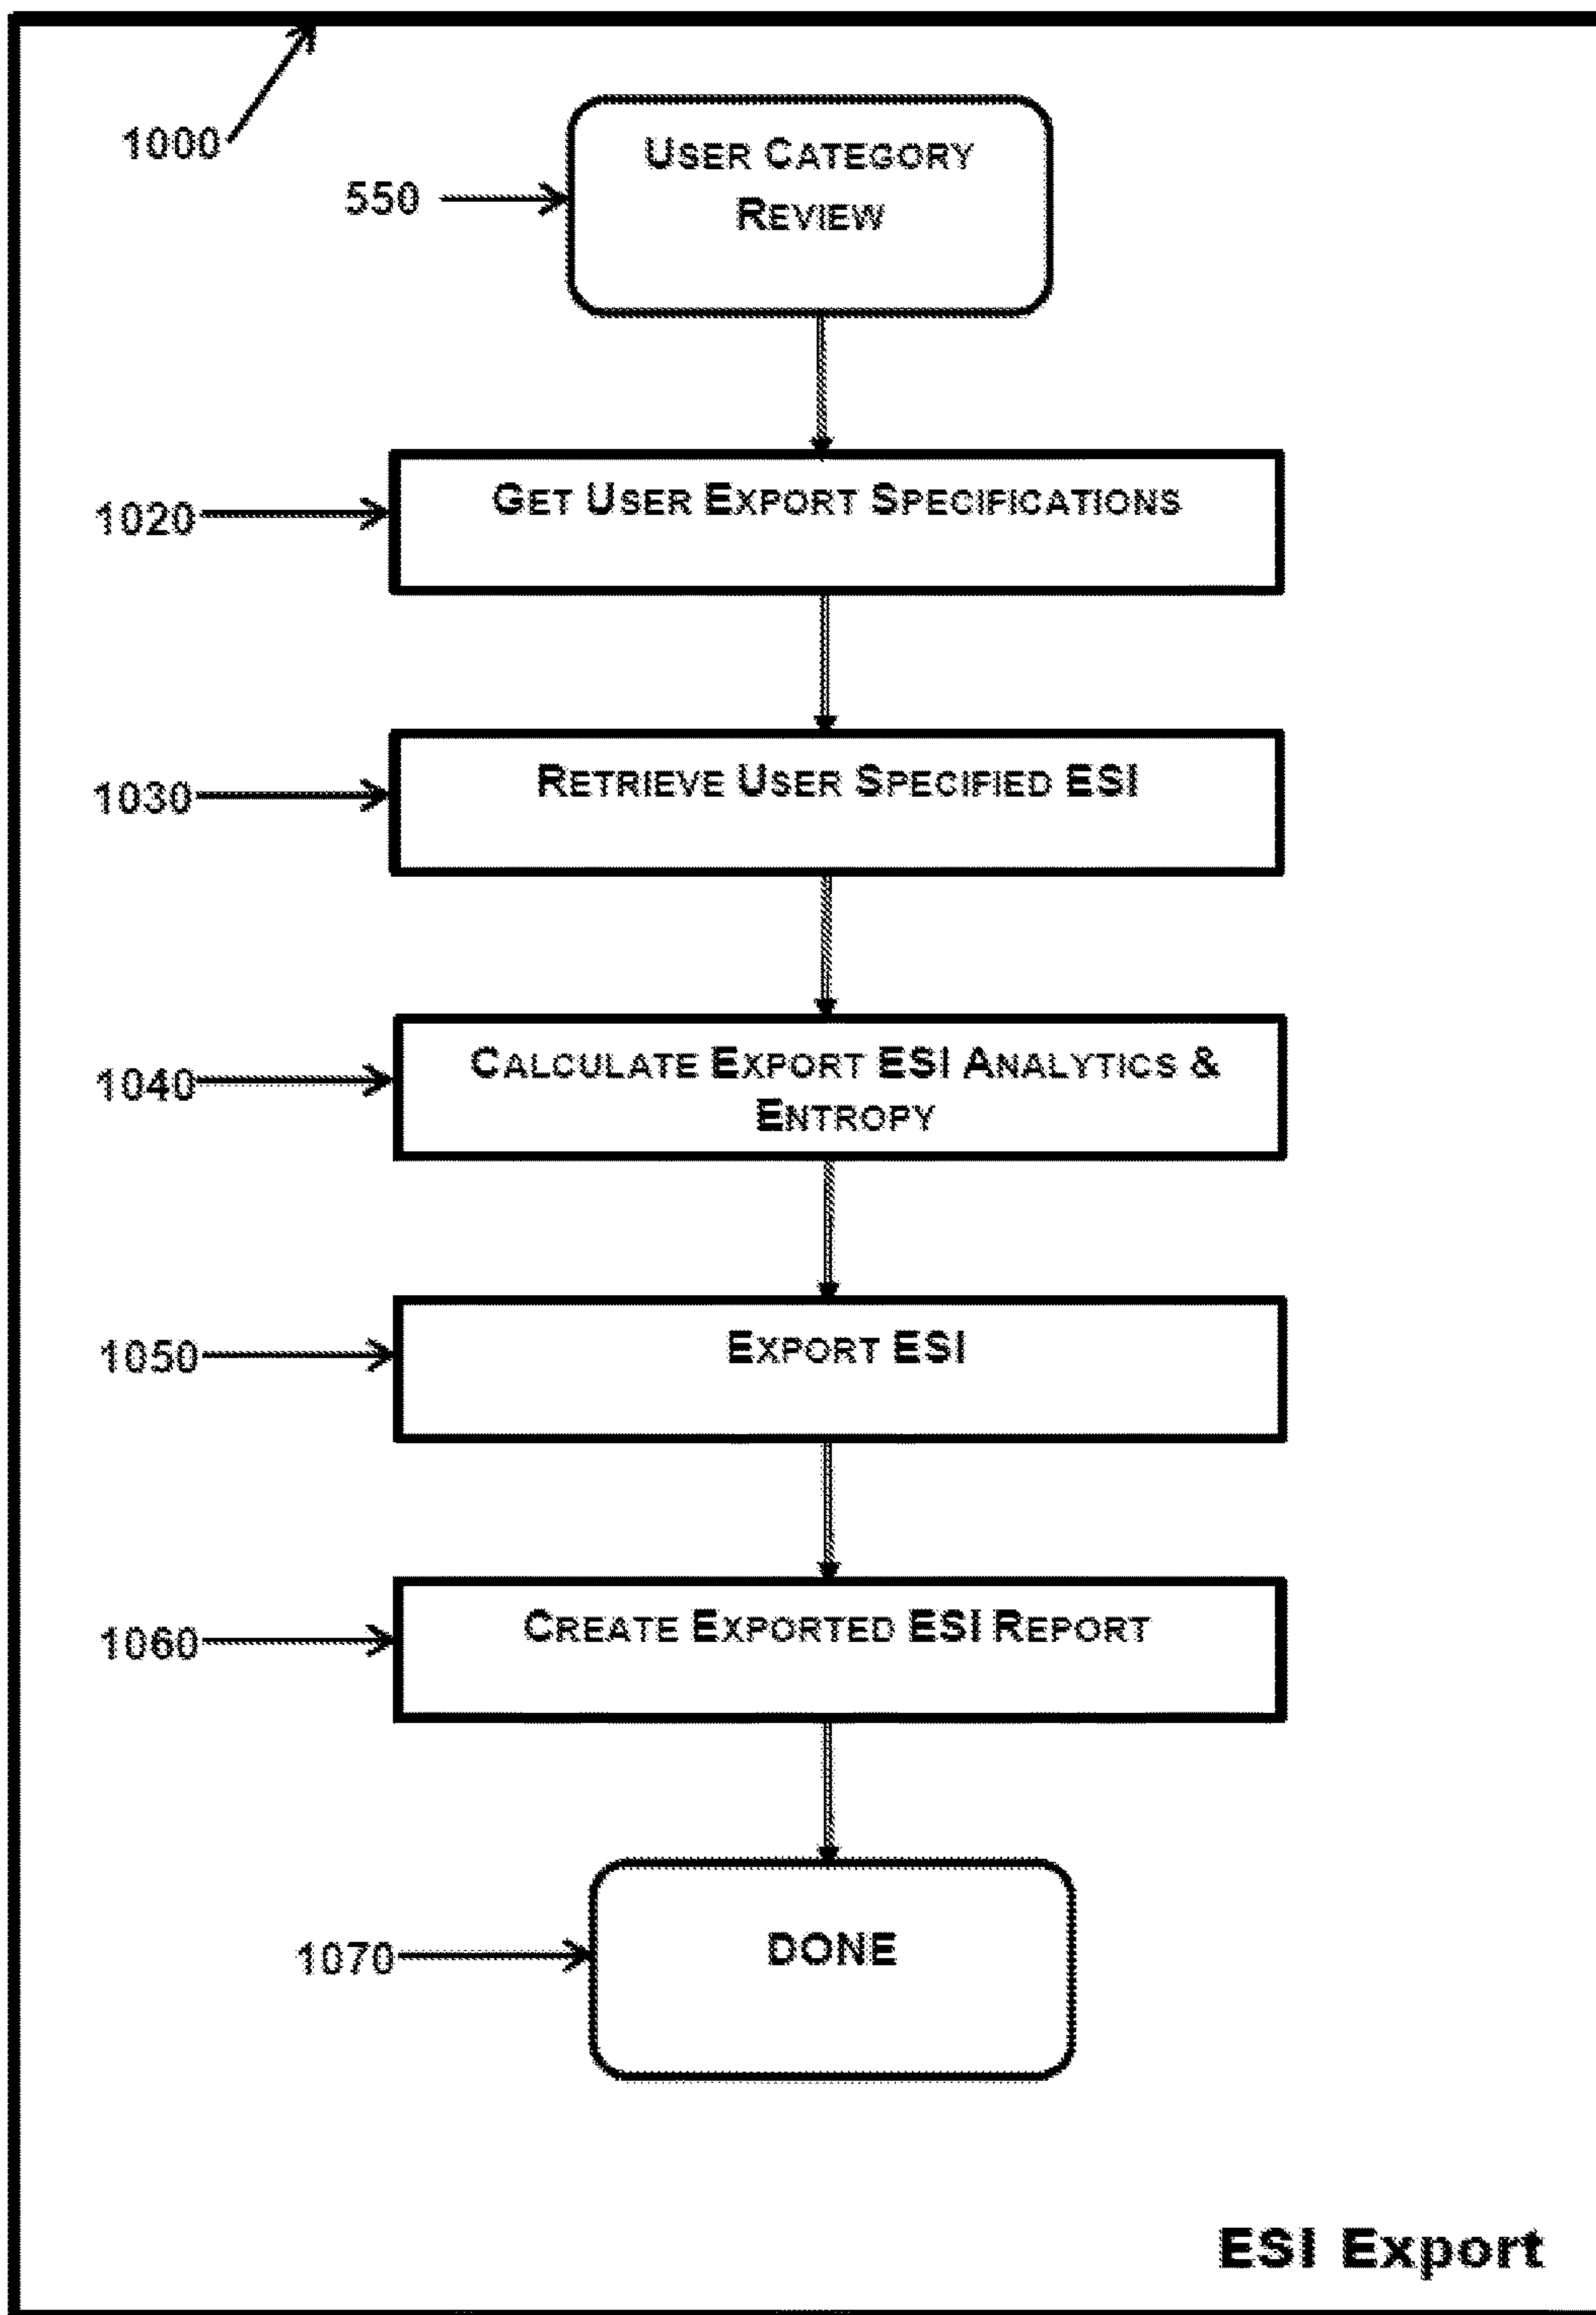 1000
USER CATEGORY
REVIEW
550
GET USER EXPORT SPECIFICATIONS
1020
RETRIEVE USER SPECIFIED ESI
1030
CALCULATE EXPORT ESI ANALYTICS &
ENTROPY
1040
EXPORT ESI
1050
CREATE EXPORTED ESI REPORT
1060
DONE
1070
ESI Export